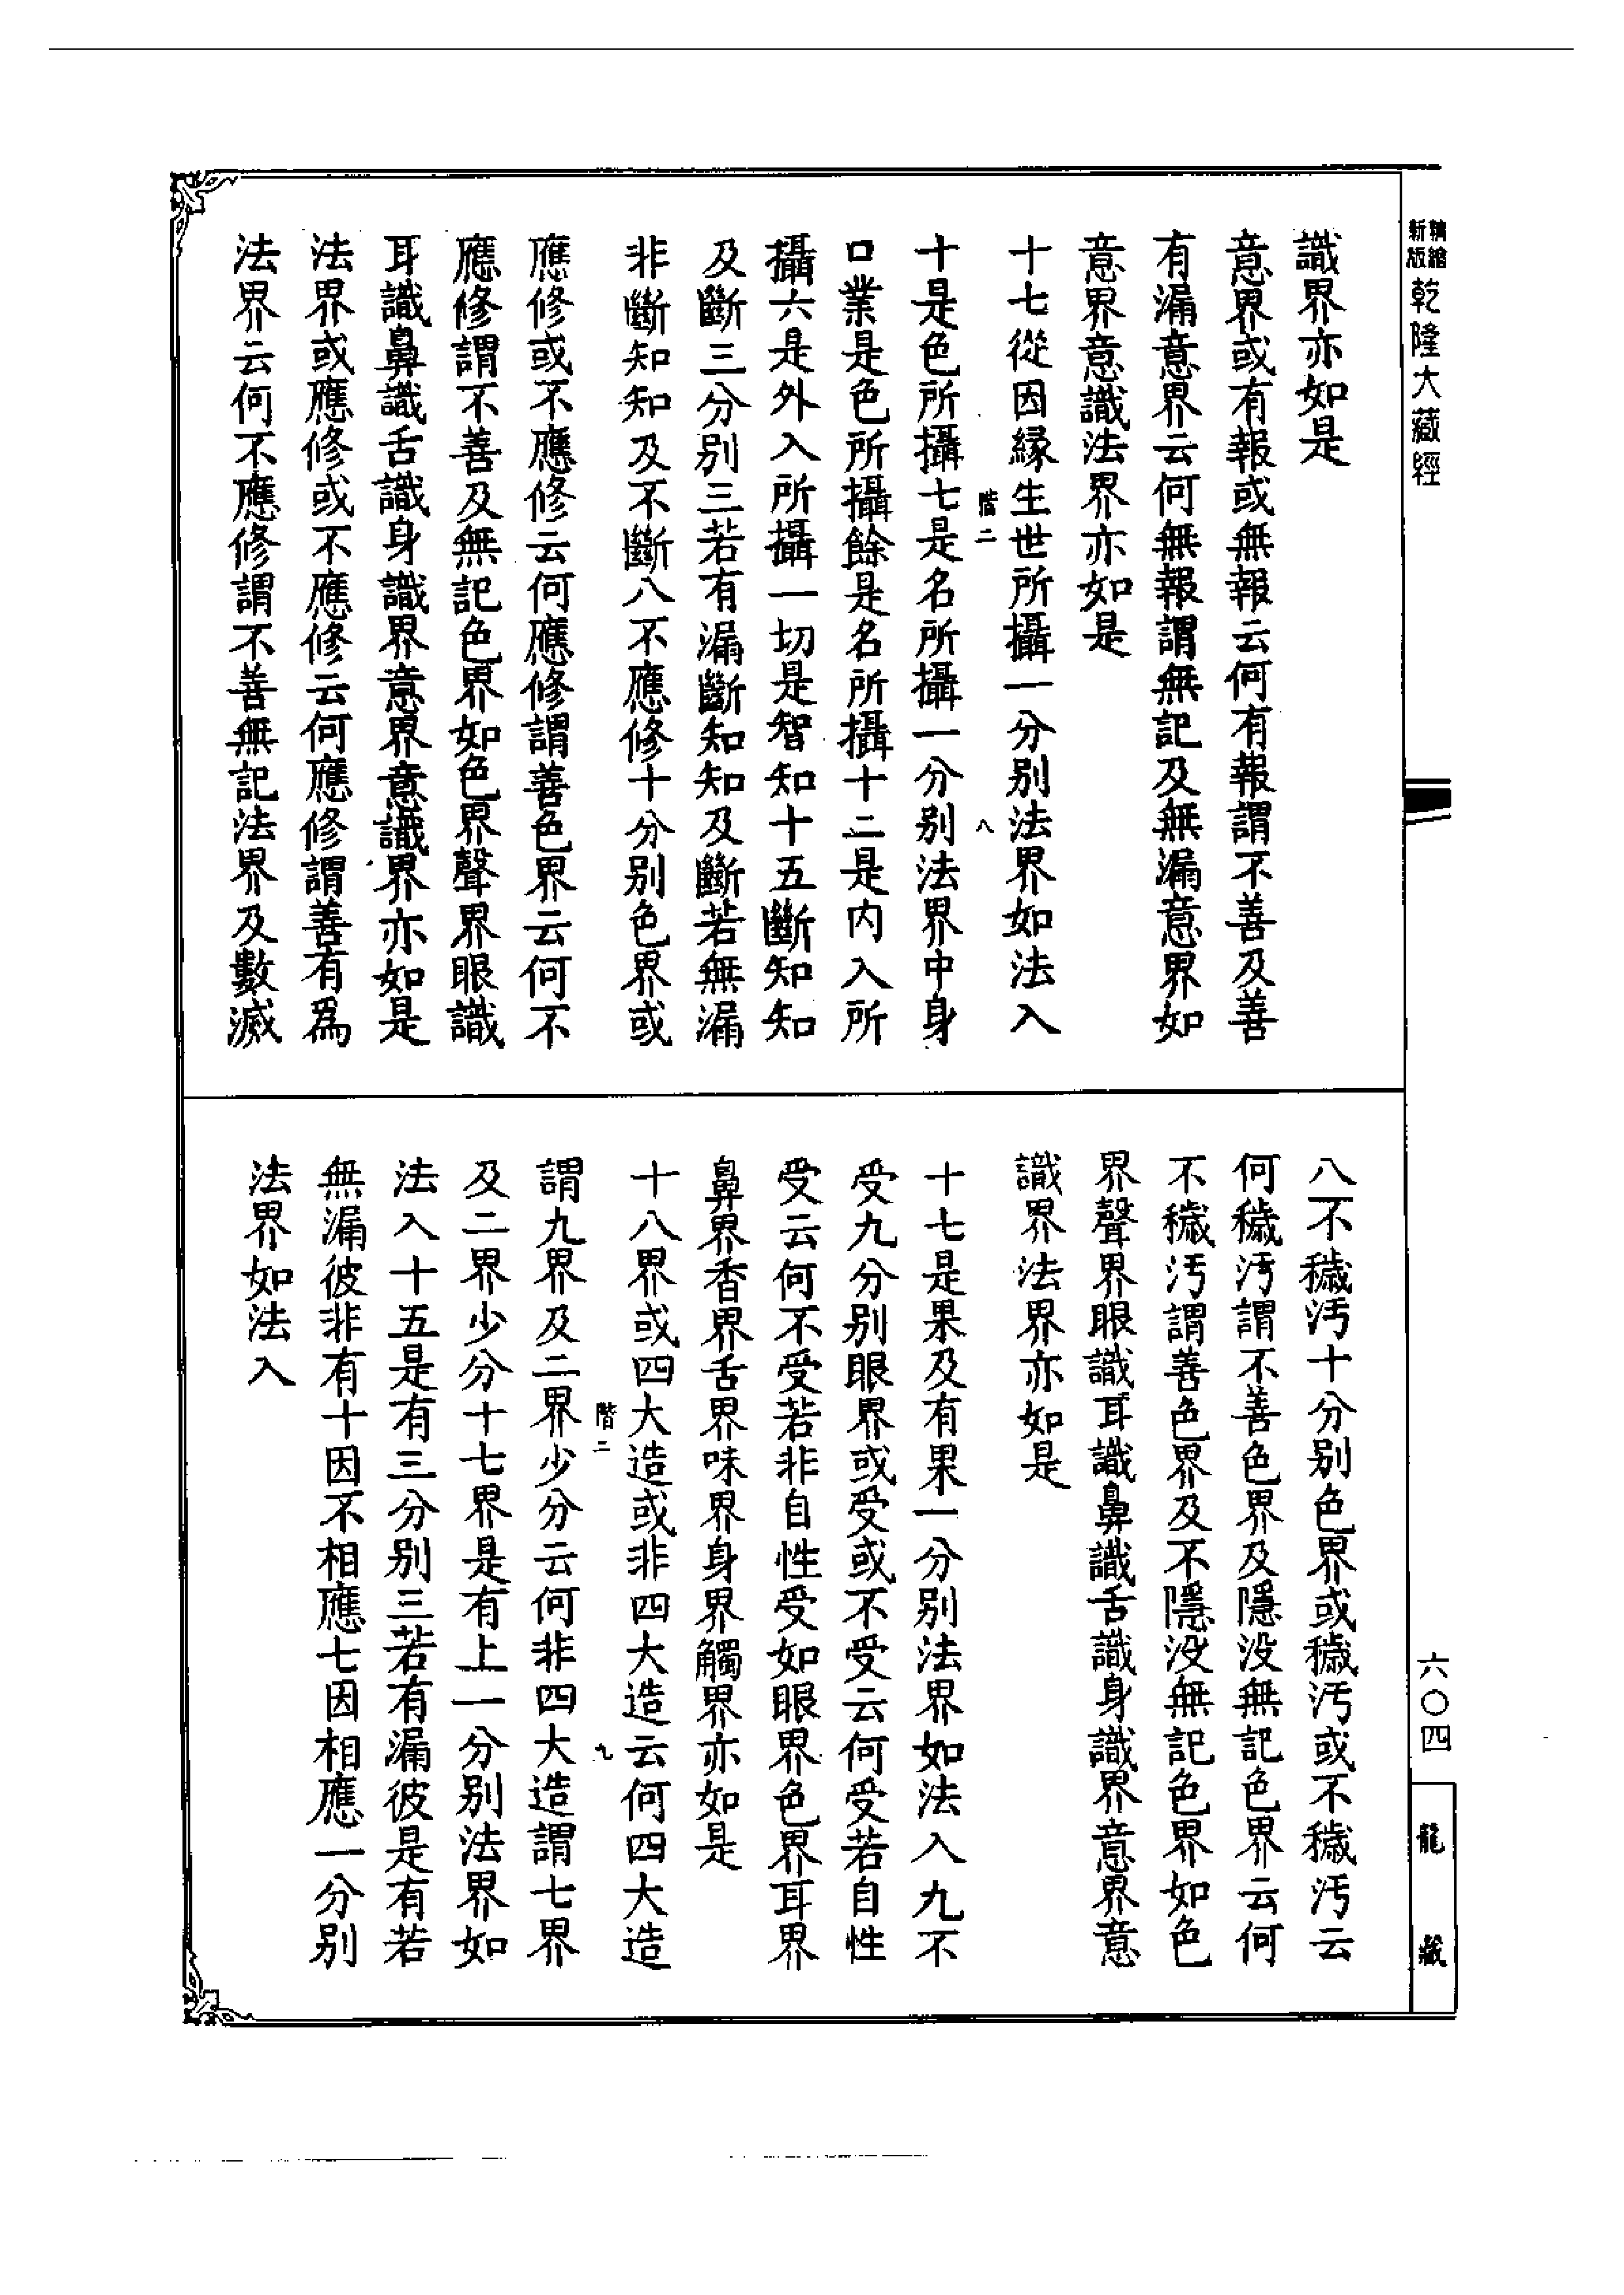 新版
精縮
乾隆大藏經
識界亦如是
意界或有報或無報云何有報謂不善及善
有漏意界云何無報謂無記及無漏意界如
意界意識法界亦如是
十七從因緣生世所攝一分別法界如法入
階二
八
十是色所攝七是名所攝一分別法界中身
口業是色所攝餘是名所攝十二是內入所
攝六是外入所攝一切是智知十五斷知知
及斷三分別三若有漏斷知知及斷若無漏
非斷知知及不斷八不應修十分別色界或
應修或不應修云何應修謂善色界云何不
應修謂不善及無記色界如色界聲界眼識
耳識鼻識舌識身識界意界意識界亦如是
法界或應修或不應修云何應修謂善有為
法界云何不應修謂不善無記法界及數滅
八不穢污十分別色界或穢污或不穢污云
何穢污謂不善色界及隱没無記色界云何
不穢污謂善色界及不隱没無記色界如色
界聲界眼識耳識鼻識舌識身識界意界意
識界法界亦如是
十七是果及有果一分別法界如法入九不
受九分別眼界或受或不受云何受若自性
受云何不受若非自性受如眼界色界耳界
鼻界香界舌界味界身界觸界亦如是
十八界或四大造或非四大造云何四大造
階二
九
謂九界及二界少分云何非四大造謂七界
及二界少分十七界是有上一分別法界如
法入十五是有三分別三若有漏彼是有若
無漏彼非有十因不相應七因相應一分別
法界如法入
六〇四
龍藏